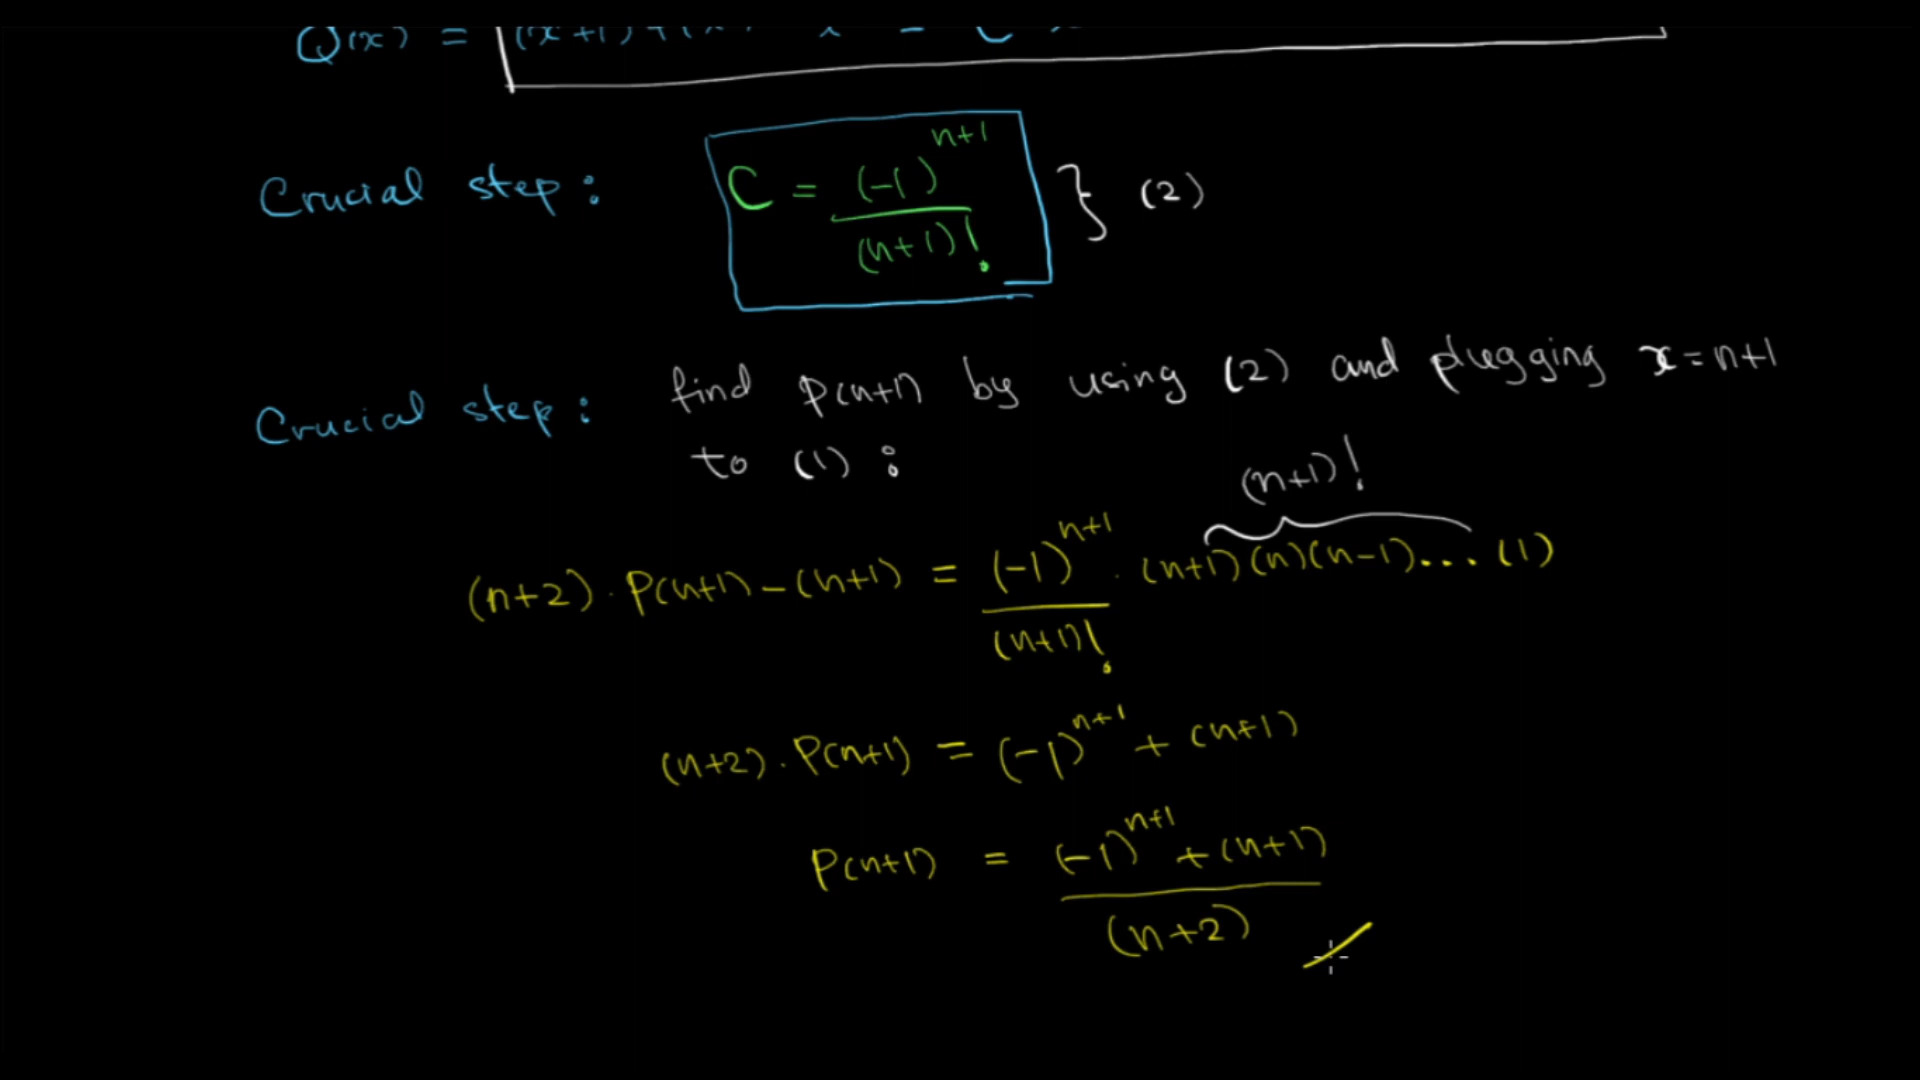 Q(x) = (x+1)
Crucial step: C = (-1)^{n+1} / (n+1)! } (2)
Crucial step: find P(n+1) by using (2) and plugging x = n+1
to (1) :
(n+1)!
(n+2) . P(n+1) - (n+1) = (-1)^{n+1} / (n+1)! . (n+1)(n)(n-1)...(1)
(n+2) . P(n+1) = (-1)^{n+1} + (n+1)
P(n+1) = (-1)^{n+1} + (n+1) / (n+2)